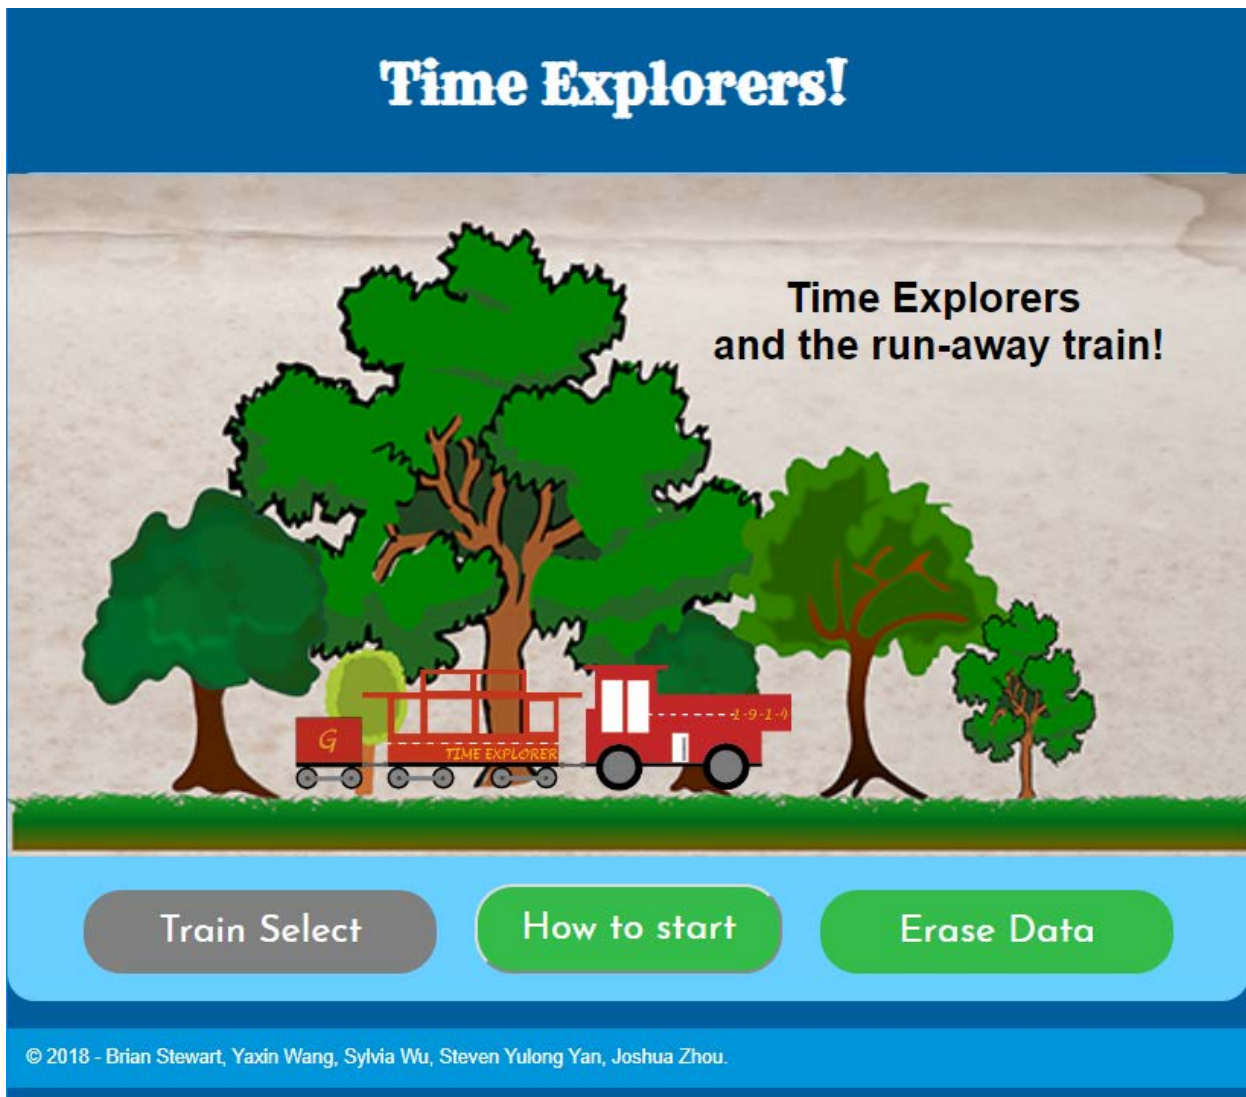 Time Explorers!
Time Explorers
and the run-away train!
1-9-1-4
G
TIME EXPLORER
Train Select
How to start
Erase Data
© 2018 - Brian Stewart, Yaxin Wang, Sylvia Wu, Steven Yulong Yan, Joshua Zhou.